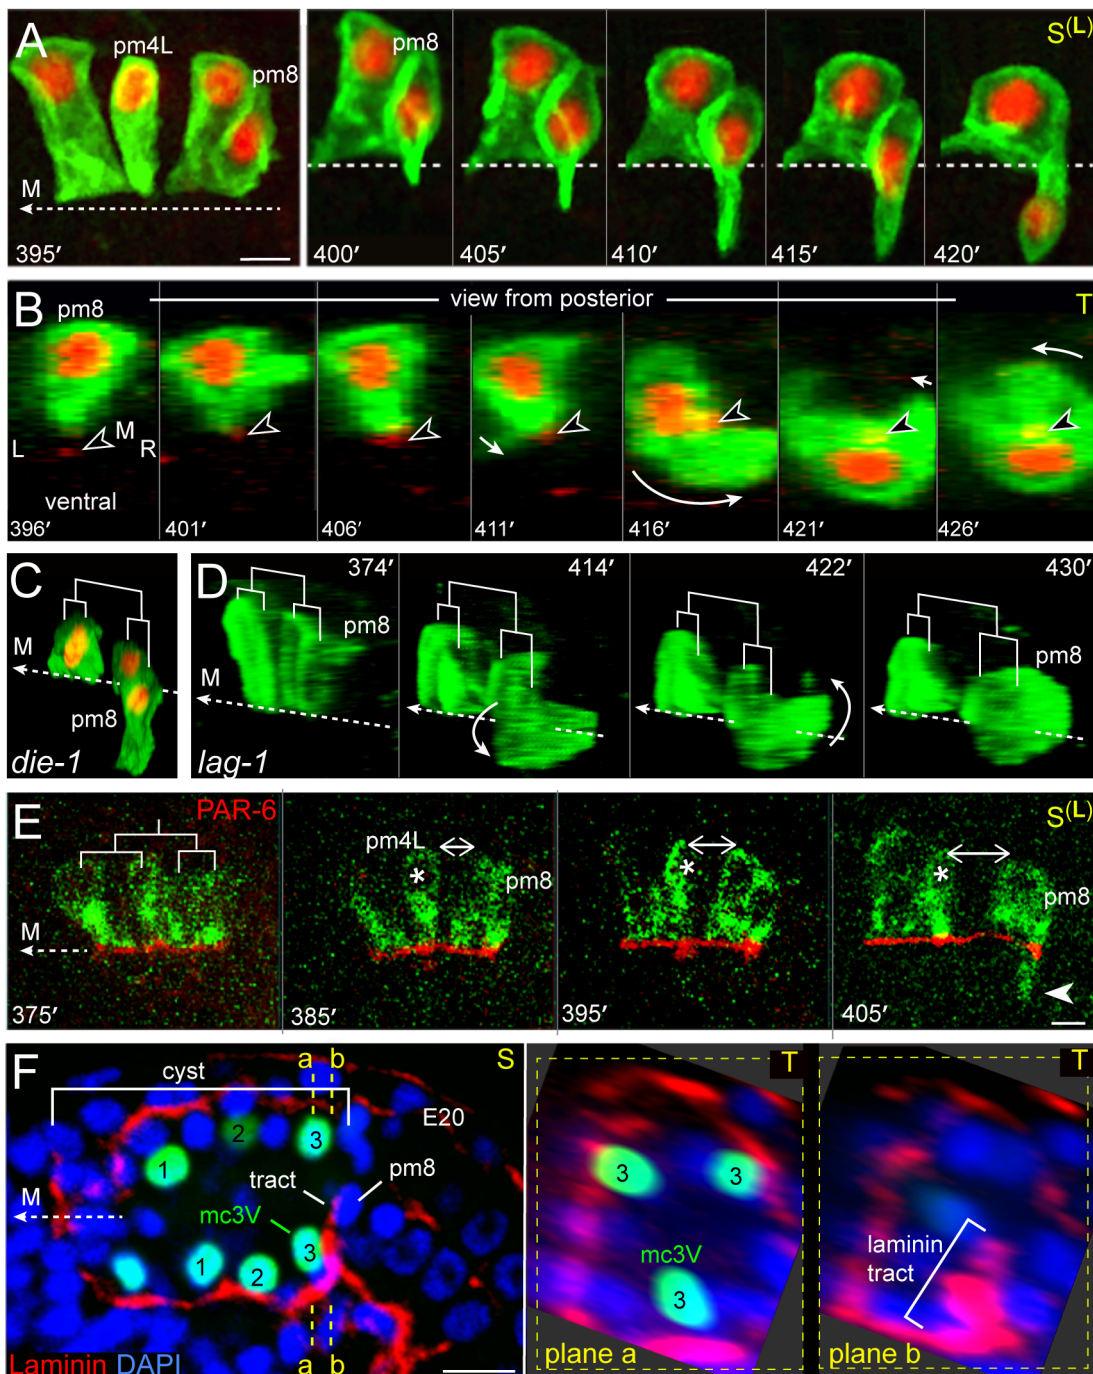 A
pm4L
pm8
M
395′
pm8
S(L)
400′
405′
410′
415′
420′
B
view from posterior
T
pm8
L
M
R
ventral
396′
401′
406′
411′
416′
421′
426′
C
M
pm8
die-1
D
374′
414′
422′
430′
pm8
M
pm8
lag-1
E
PAR-6
S(L)
pm4L
*
*
*
pm8
pm8
M
375′
385′
395′
405′
F
cyst
a
b
S
E20
2
3
1
tract
pm8
M
mc3V
3
1
2
a
b
Laminin DAPI
T
3
3
mc3V
3
plane a
T
laminin
tract
plane b